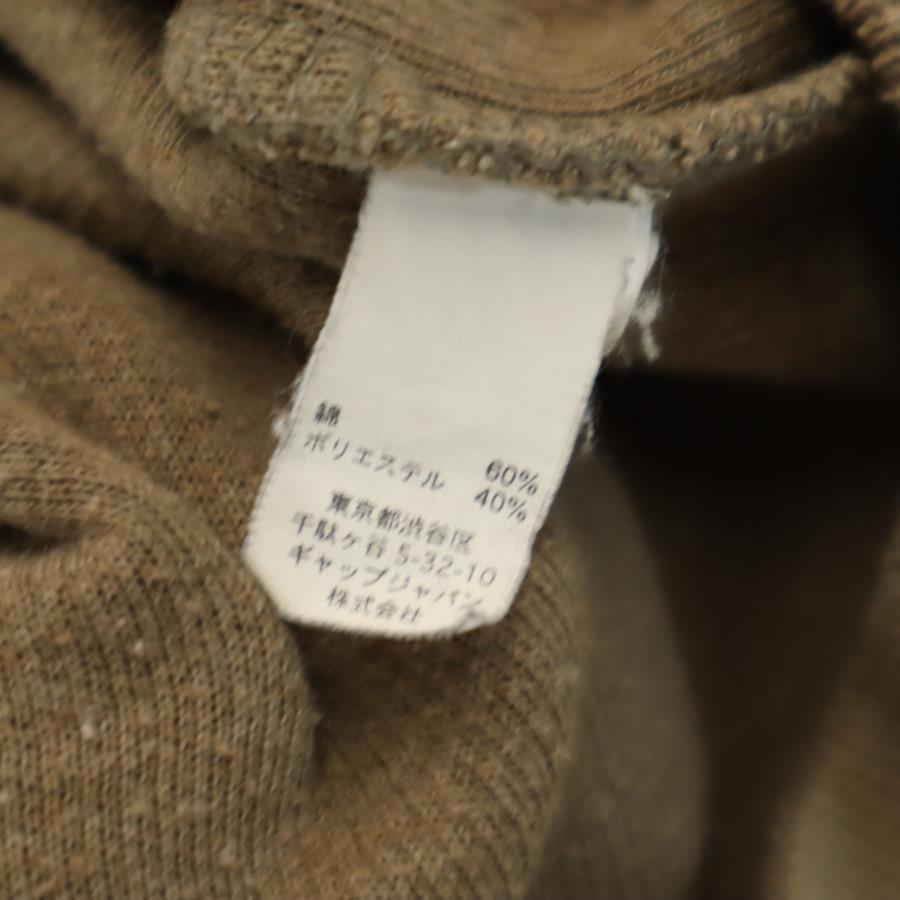 綿 60%
ポリエステル 40%
東京都渋谷区
千駄ヶ谷 5-32-10
ギャップジャパン
株式会社